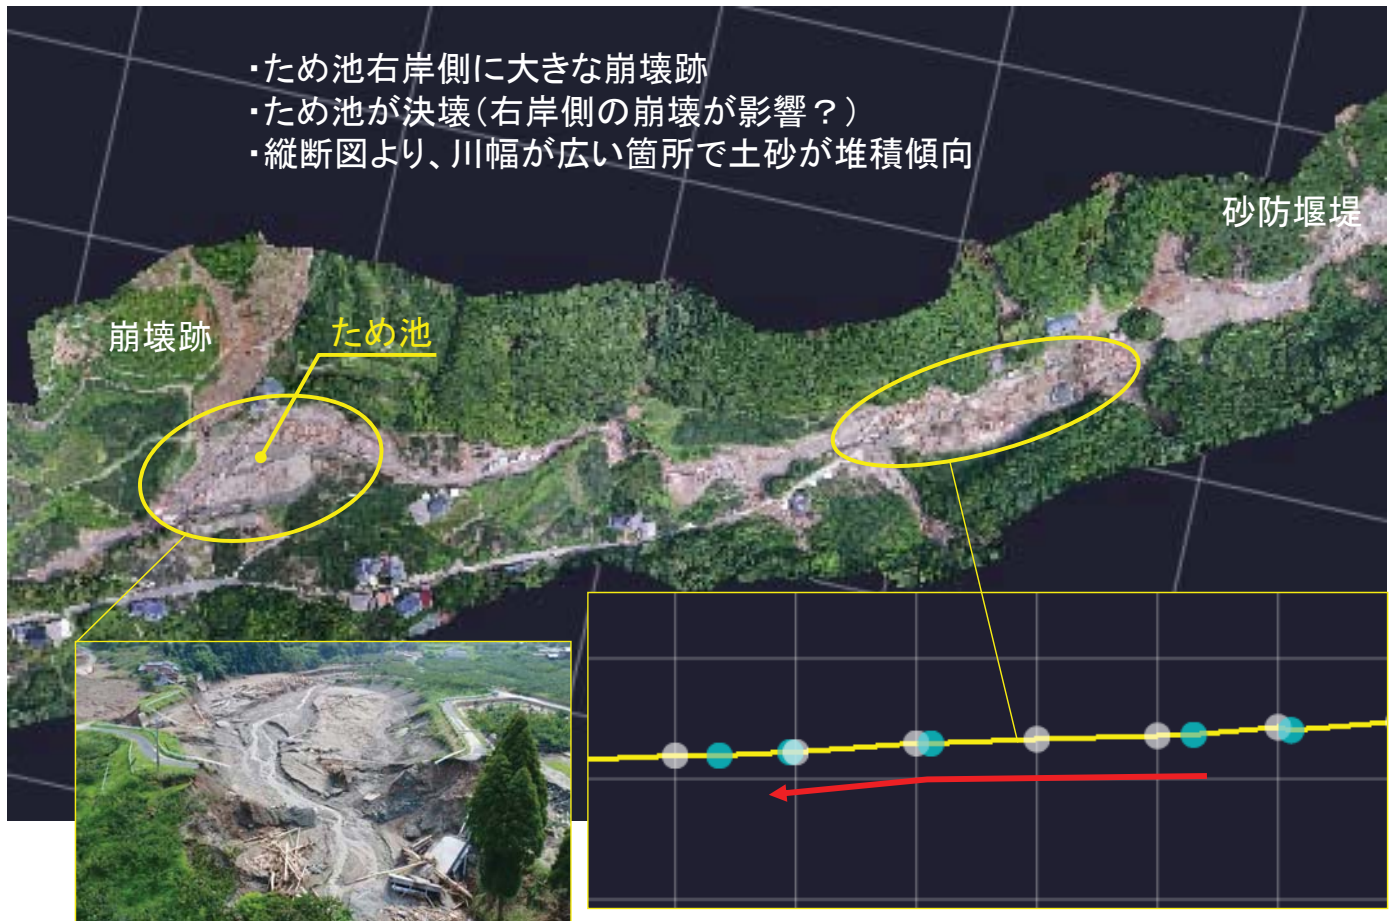 ・ため池右岸側に大きな崩壊跡
・ため池が決壊（右岸側の崩壊が影響？）
・縦断図より、川幅が広い箇所で土砂が堆積傾向
砂防堰堤
崩壊跡
ため池